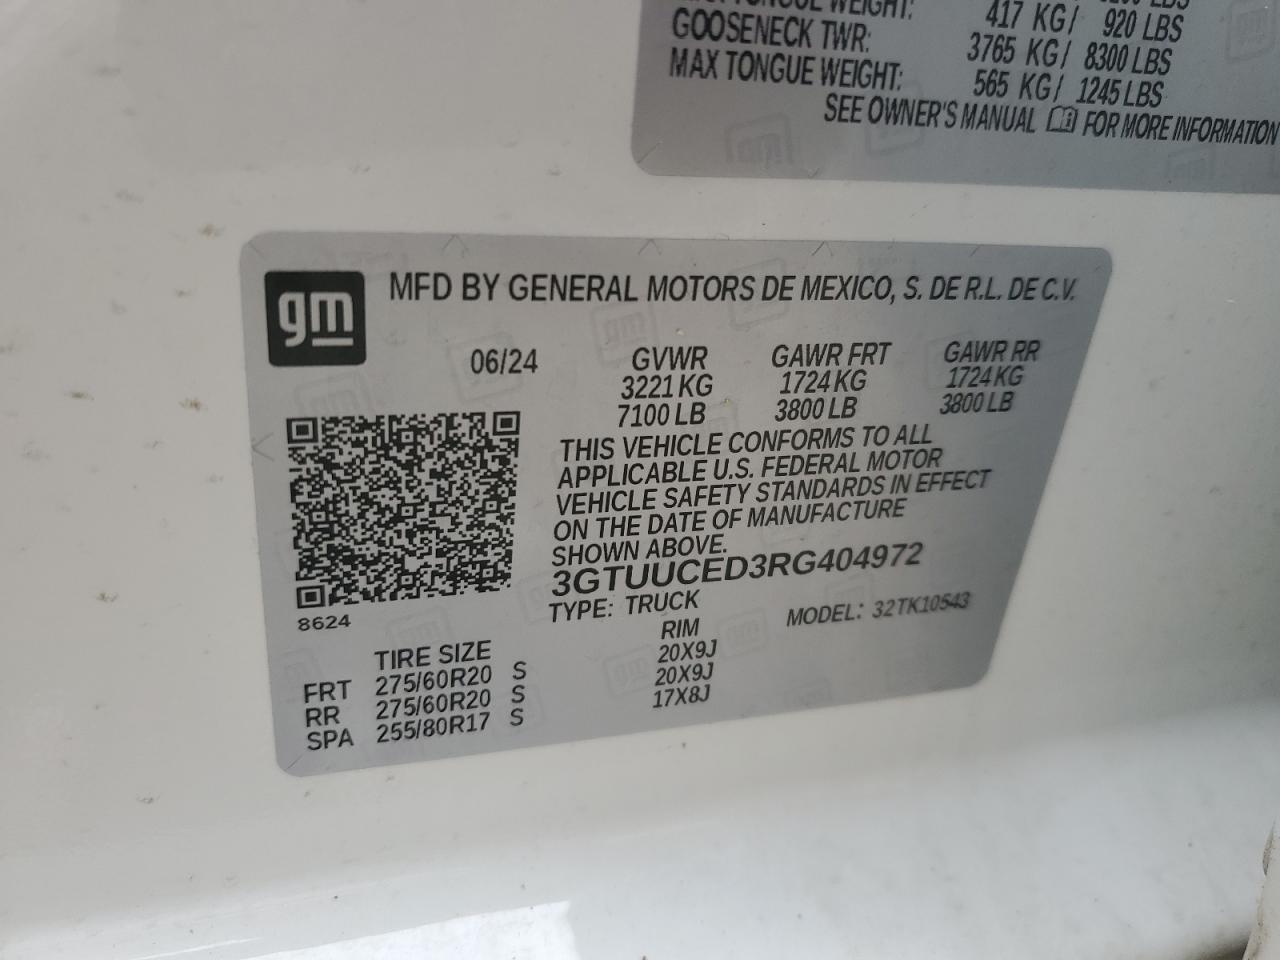 TONGUE WEIGHT: 417 KG/ 920 LBS
GOOSENECK TWR: 3765 KG/ 8300 LBS
MAX TONGUE WEIGHT: 565 KG/ 1245 LBS
SEE OWNER'S MANUAL FOR MORE INFORMATION
gm
MFD BY GENERAL MOTORS DE MEXICO, S. DE R.L. DE C.V.
06/24 GVWR GAWR FRT GAWR RR
3221 KG 1724 KG 1724 KG
7100 LB 3800 LB 3800 LB
THIS VEHICLE CONFORMS TO ALL
APPLICABLE U.S. FEDERAL MOTOR
VEHICLE SAFETY STANDARDS IN EFFECT
ON THE DATE OF MANUFACTURE
SHOWN ABOVE.
3GTUUCED3RG404972
8624
TYPE: TRUCK MODEL: 32TK10543
TIRE SIZE RIM
FRT 275/60R20 S 20X9J
RR 275/60R20 S 20X9J
SPA 255/80R17 S 17X8J